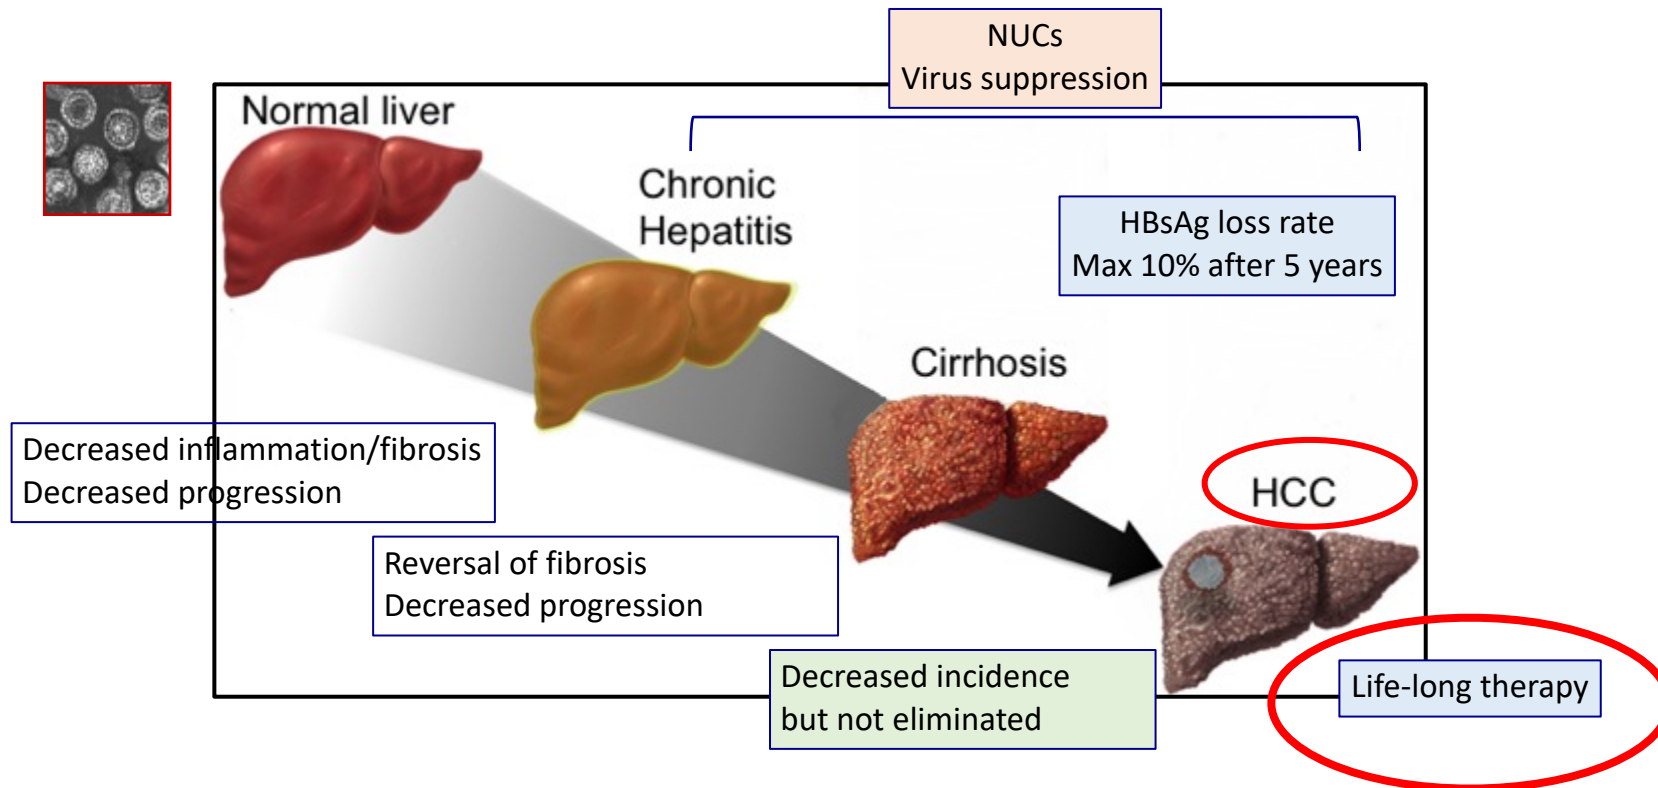 NUCs
Virus suppression
Normal liver
Chronic
Hepatitis
HBsAg loss rate
Max 10% after 5 years
Cirrhosis
Decreased inflammation/fibrosis
Decreased progression
HCC
Reversal of fibrosis
Decreased progression
Decreased incidence
but not eliminated
Life-long therapy